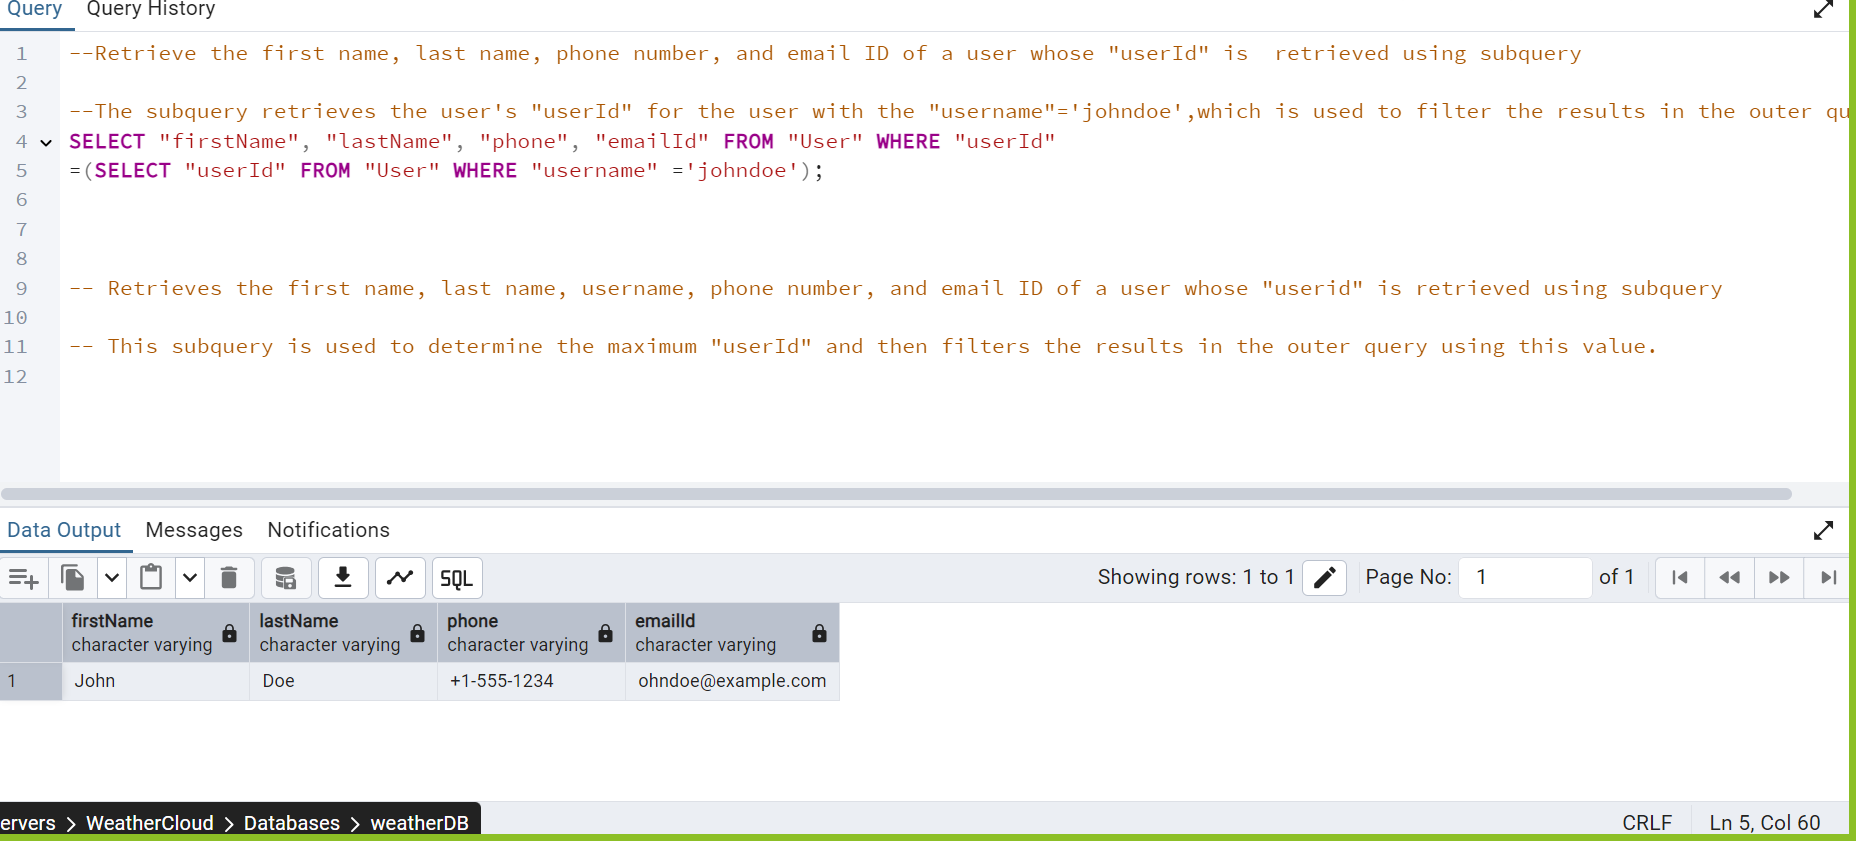 Query Query History
1 --Retrieve the first name, last name, phone number, and email ID of a user whose "userId" is  retrieved using subquery
2
3 --The subquery retrieves the user's "userId" for the user with the "username"='johndoe',which is used to filter the results in the outer qu
4 SELECT "firstName", "lastName", "phone", "emailId" FROM "User" WHERE "userId"
5 =(SELECT "userId" FROM "User" WHERE "username" ='johndoe');
6
7
8
9 -- Retrieves the first name, last name, username, phone number, and email ID of a user whose "userid" is retrieved using subquery
10
11 -- This subquery is used to determine the maximum "userId" and then filters the results in the outer query using this value.
12
Data Output Messages Notifications
SQL Showing rows: 1 to 1 Page No: 1 of 1
firstName lastName phone emailId
character varying character varying character varying character varying
1 John Doe +1-555-1234 ohndoe@example.com
ervers > WeatherCloud > Databases > weatherDB CRLF Ln 5, Col 60